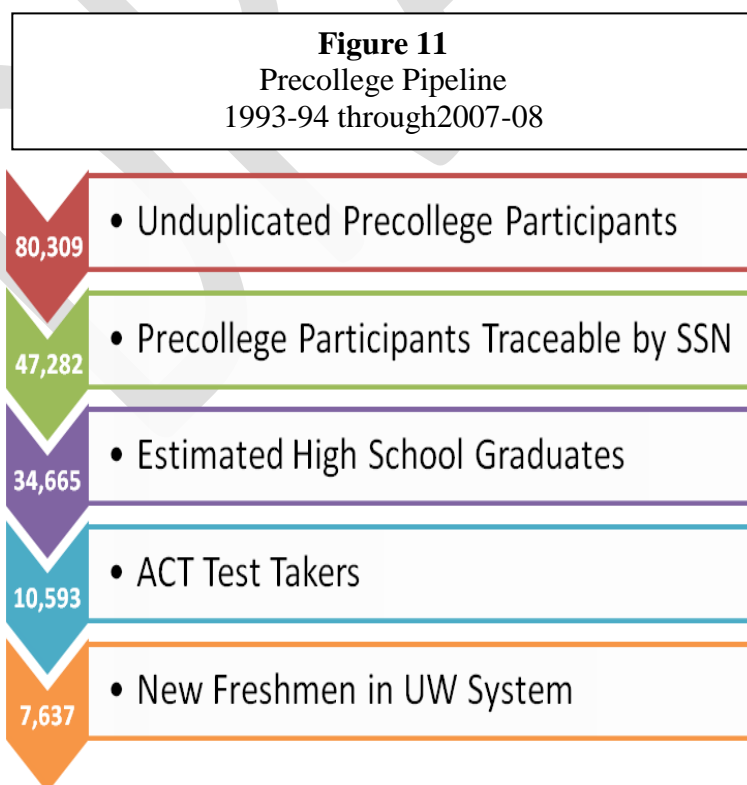 Figure 11
Precollege Pipeline
1993-94 through2007-08
80,309
• Unduplicated Precollege Participants
47,282
• Precollege Participants Traceable by SSN
34,665
• Estimated High School Graduates
10,593
• ACT Test Takers
7,637
• New Freshmen in UW System